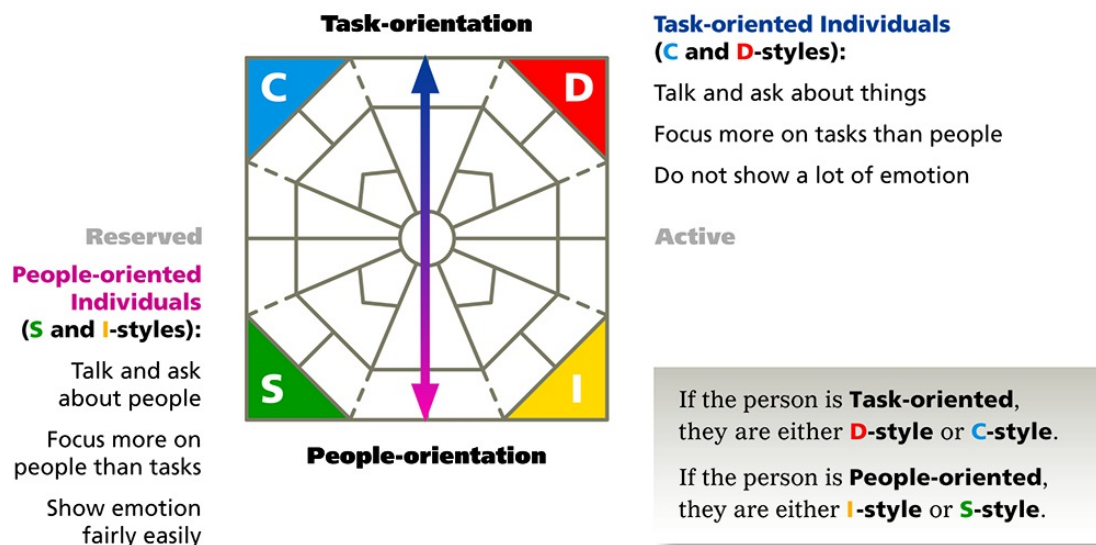 Task-orientation
C
D
S
I
People-orientation
Reserved
Active
People-oriented
Individuals
(S and I-styles):
Talk and ask
about people
Focus more on
people than tasks
Show emotion
fairly easily
Task-oriented Individuals
(C and D-styles):
Talk and ask about things
Focus more on tasks than people
Do not show a lot of emotion
If the person is Task-oriented,
they are either D-style or C-style.
If the person is People-oriented,
they are either I-style or S-style.